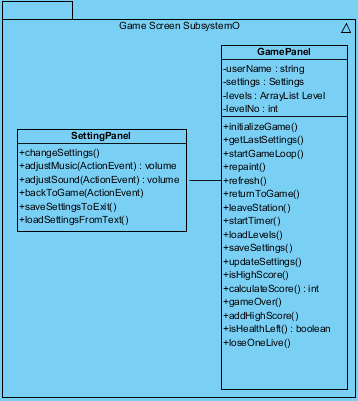 Game Screen SubsystemO
GamePanel
-userName : string
-settings : Settings
-levels : ArrayList Level
-levelNo : int
+initializeGame()
+getLastSettings()
+startGameLoop()
+repaint()
+refresh()
+returnToGame()
+leaveStation()
+startTimer()
+loadLevels()
+saveSettings()
+updateSettings()
+isHighScore()
+calculateScore() : int
+gameOver()
+addHighScore()
+isHealthLeft() : boolean
+loseOneLive()
SettingPanel
+changeSettings()
+adjustMusic(ActionEvent) : volume
+adjustSound(ActionEvent) : volume
+backToGame(ActionEvent)
+saveSettingsToExit()
+loadSettingsFromText()